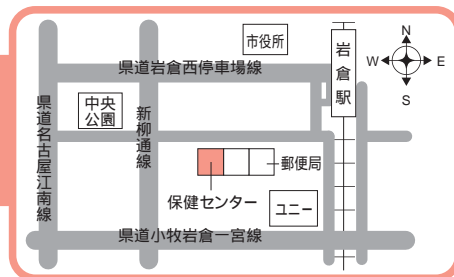 市役所
岩倉駅
N
W
E
S
県道岩倉西停車場線
中央
公園
県道名古屋江南線
新柳通線
郵便局
保健センター
ユニー
県道小牧岩倉一宮線